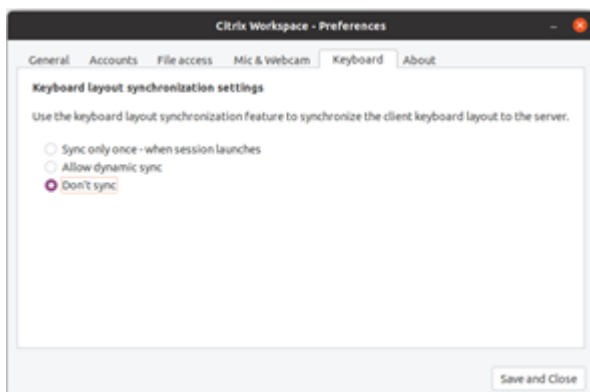 Citrix Workspace - Preferences
General Accounts File access Mic & Webcam Keyboard About
Keyboard layout synchronization settings
Use the keyboard layout synchronization feature to synchronize the client keyboard layout to the server.
Sync only once - when session launches
Allow dynamic sync
Don't sync
Save and Close